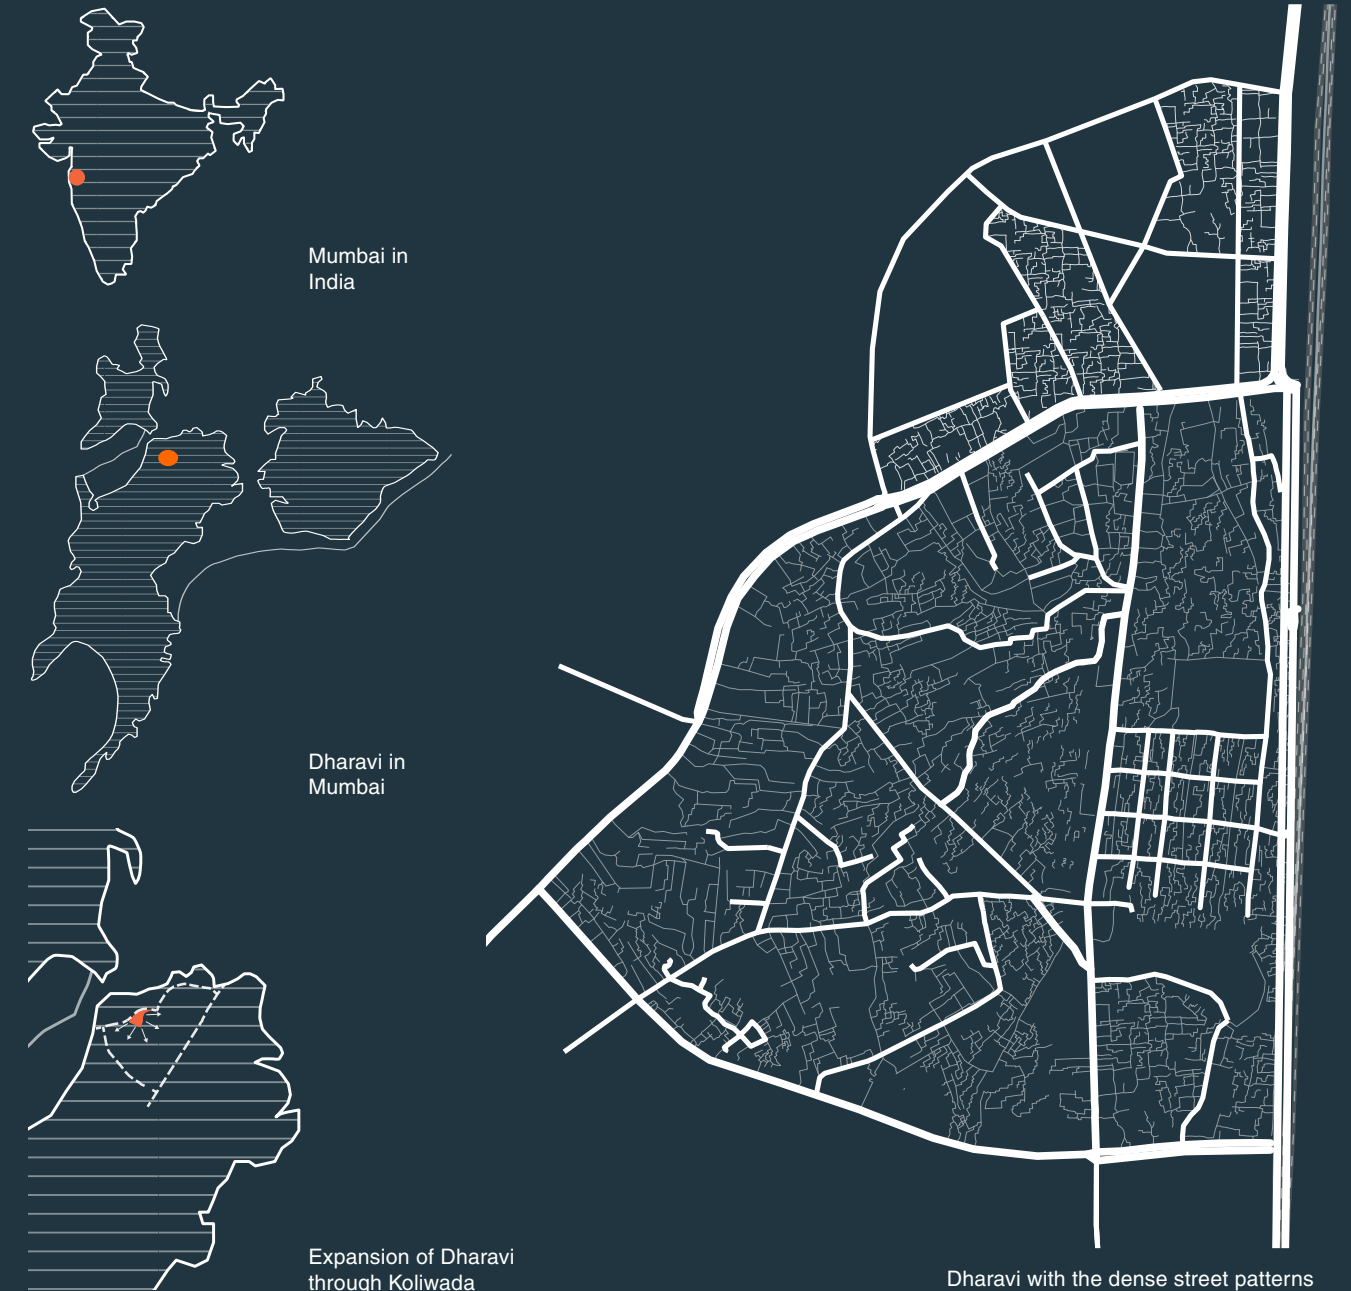 Mumbai in
India
Dharavi in
Mumbai
Expansion of Dharavi
through Koliwada
Dharavi with the dense street patterns